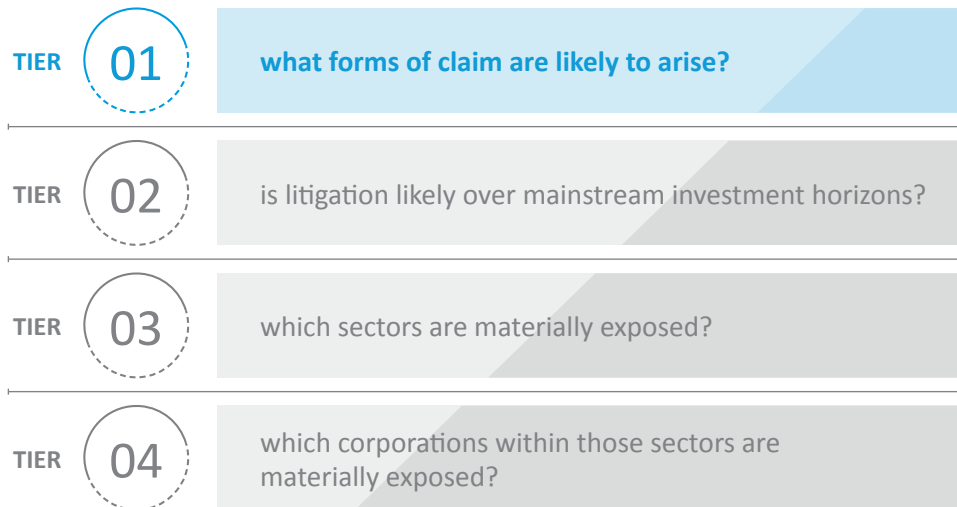 TIER 01 what forms of claim are likely to arise?
TIER 02 is litigation likely over mainstream investment horizons?
TIER 03 which sectors are materially exposed?
TIER 04 which corporations within those sectors are
materially exposed?